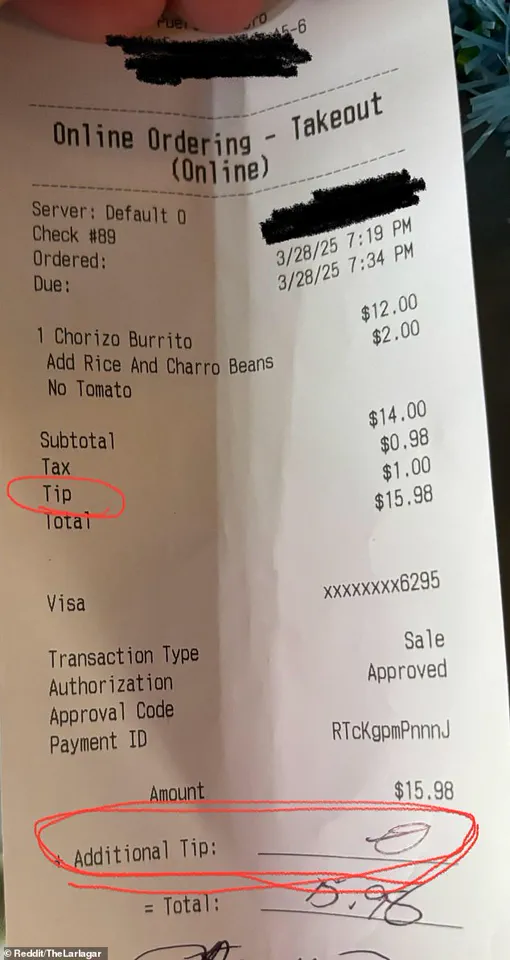 Online Ordering - Takeout
(Online)
Server: Default O
Check #89
Ordered: 3/28/25 7:19 PM
Due: 3/28/25 7:34 PM
1 Chorizo Burrito $12.00
Add Rice And Charro Beans $2.00
No Tomato
Subtotal $14.00
Tax $0.98
Tip $1.00
Total $15.98
Visa xxxxxxxx6295
Transaction Type Sale
Authorization Approved
Approval Code
Payment ID RTcKgpmPnnnJ
Amount $15.98
+ Additional Tip: 0
= Total: 15.98
Reddit/TheLarlagar